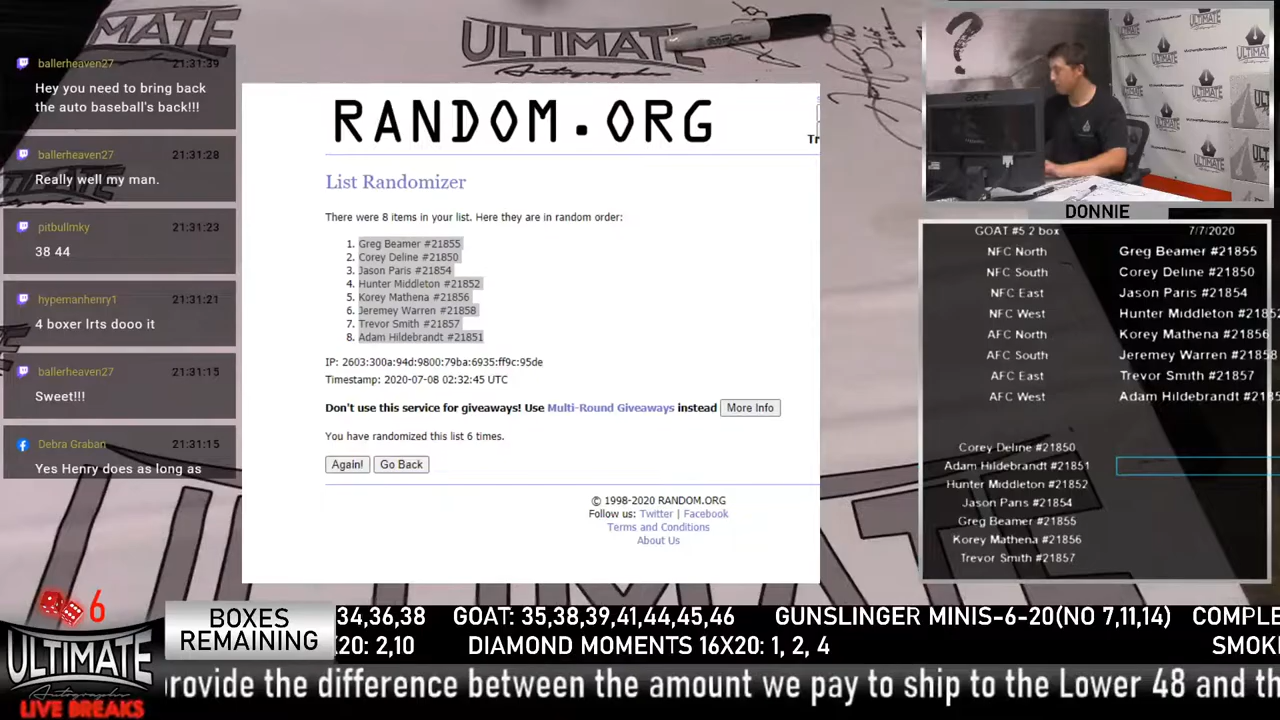 ballerheaven27 21:31:39
Hey you need to bring back
the auto baseball's back!!!
ballerheaven27 21:31:28
Really well my man.
pitbullmky 21:31:23
38 44
hypemanhenry1 21:31:21
4 boxer lrts dooo it
ballerheaven27 21:31:15
Sweet!!!
Debra Graban 21:31:15
Yes Henry does as long as
ULTIMATE
RANDOM.ORG
Tr
List Randomizer
There were 8 items in your list. Here they are in random order:
1. Greg Beamer #21855
2. Corey Deline #21850
3. Jason Paris #21854
4. Hunter Middleton #21852
5. Korey Mathena #21856
6. Jeremey Warren #21858
7. Trevor Smith #21857
8. Adam Hildebrandt #21851
IP: 2603:300a:94d:9800:79ba:6935:ff9c:95de
Timestamp: 2020-07-08 02:32:45 UTC
Don't use this service for giveaways! Use Multi-Round Giveaways instead More Info
You have randomized this list 6 times.
Again! Go Back
© 1998-2020 RANDOM.ORG
Follow us: Twitter | Facebook
Terms and Conditions
About Us
ULTIMATE
DONNIE
GOAT #5 2 box 7/7/2020
NFC North Greg Beamer #21855
NFC South Corey Deline #21850
NFC East Jason Paris #21854
NFC West Hunter Middleton #21852
AFC North Korey Mathena #21856
AFC South Jeremey Warren #21858
AFC East Trevor Smith #21857
AFC West Adam Hildebrandt #2185
Corey Deline #21850
Adam Hildebrandt #21851
Hunter Middleton #21852
Jason Paris #21854
Greg Beamer #21855
Korey Mathena #21856
Trevor Smith #21857
6
ULTIMATE
Autographs
LIVE BREAKS
BOXES
REMAINING
34,36,38 GOAT: 35,38,39,41,44,45,46 GUNSLINGER MINIS-6-20(NO 7,11,14) COMPLE
X20: 2,10 DIAMOND MOMENTS 16X20: 1, 2, 4 SMOK
rovide the difference between the amount we pay to ship to the Lower 48 and th